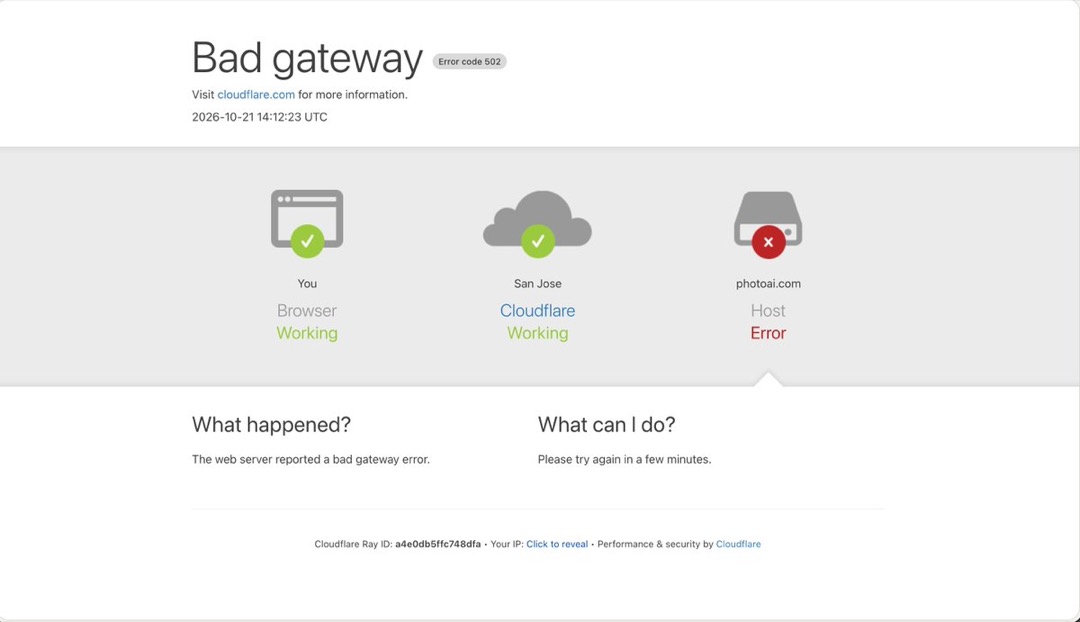 Bad gateway Error code 502
Visit cloudflare.com for more information.
2026-10-21 14:12:23 UTC
You
Browser
Working
San Jose
Cloudflare
Working
photoai.com
Host
Error
What happened?
The web server reported a bad gateway error.
What can I do?
Please try again in a few minutes.
Cloudflare Ray ID: a4e0db5ffc748dfa • Your IP: Click to reveal • Performance & security by Cloudflare